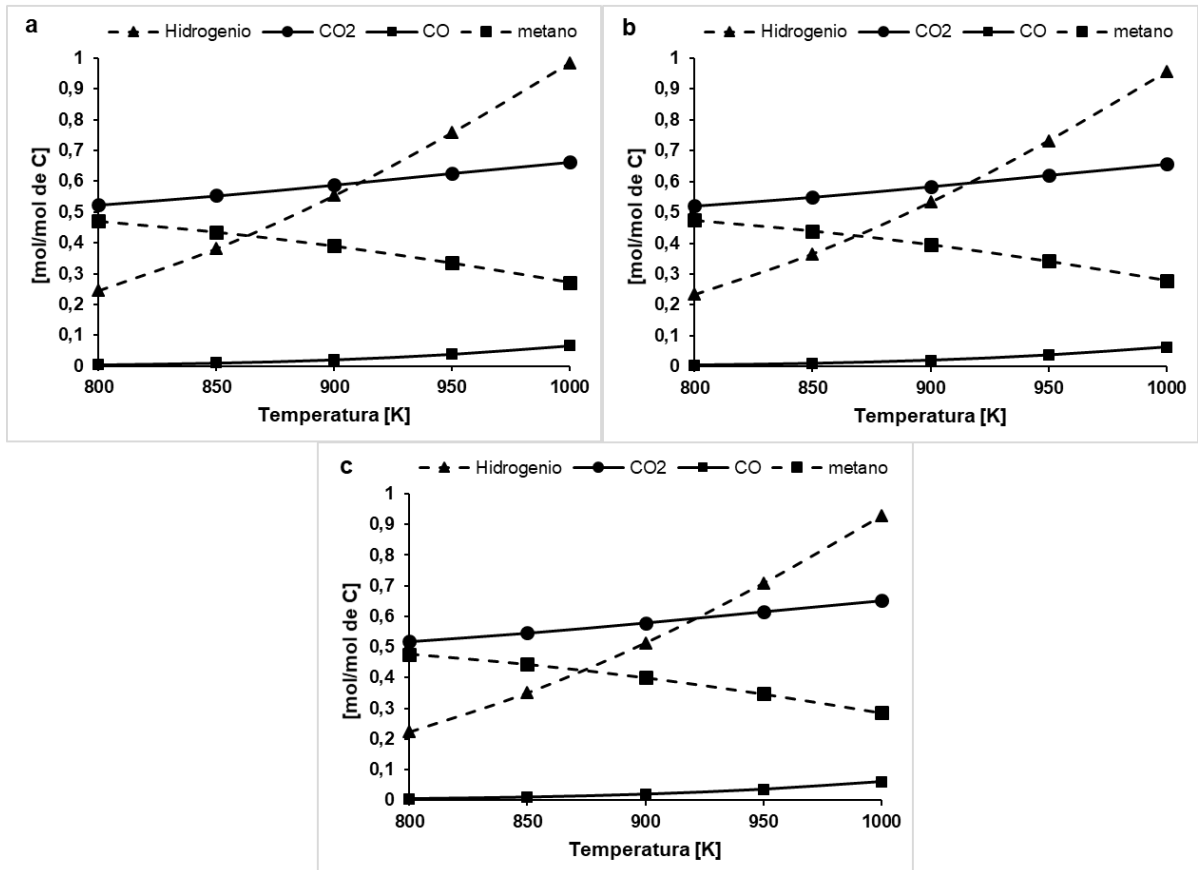 a
Hidrogenio CO2 CO metano
1
0,9
0,8
0,7
0,6
0,5
0,4
0,3
0,2
0,1
0
[mol/mol de C]
800 850 900 950 1000
Temperatura [K]
b
Hidrogenio CO2 CO metano
1
0,9
0,8
0,7
0,6
0,5
0,4
0,3
0,2
0,1
0
[mol/mol de C]
800 850 900 950 1000
Temperatura [K]
c
Hidrogenio CO2 CO metano
1
0,9
0,8
0,7
0,6
0,5
0,4
0,3
0,2
0,1
0
[mol/mol de C]
800 850 900 950 1000
Temperatura [K]